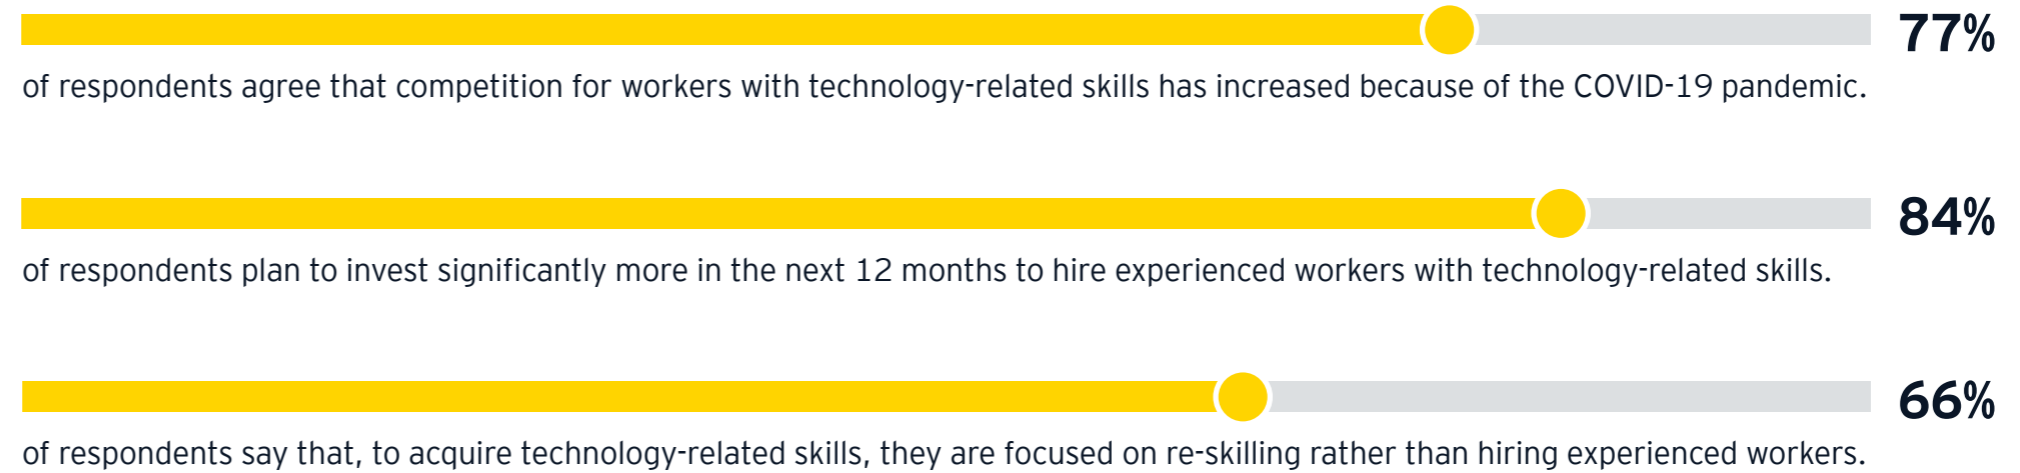 77%
of respondents agree that competition for workers with technology-related skills has increased because of the COVID-19 pandemic.
84%
of respondents plan to invest significantly more in the next 12 months to hire experienced workers with technology-related skills.
66%
of respondents say that, to acquire technology-related skills, they are focused on re-skilling rather than hiring experienced workers.